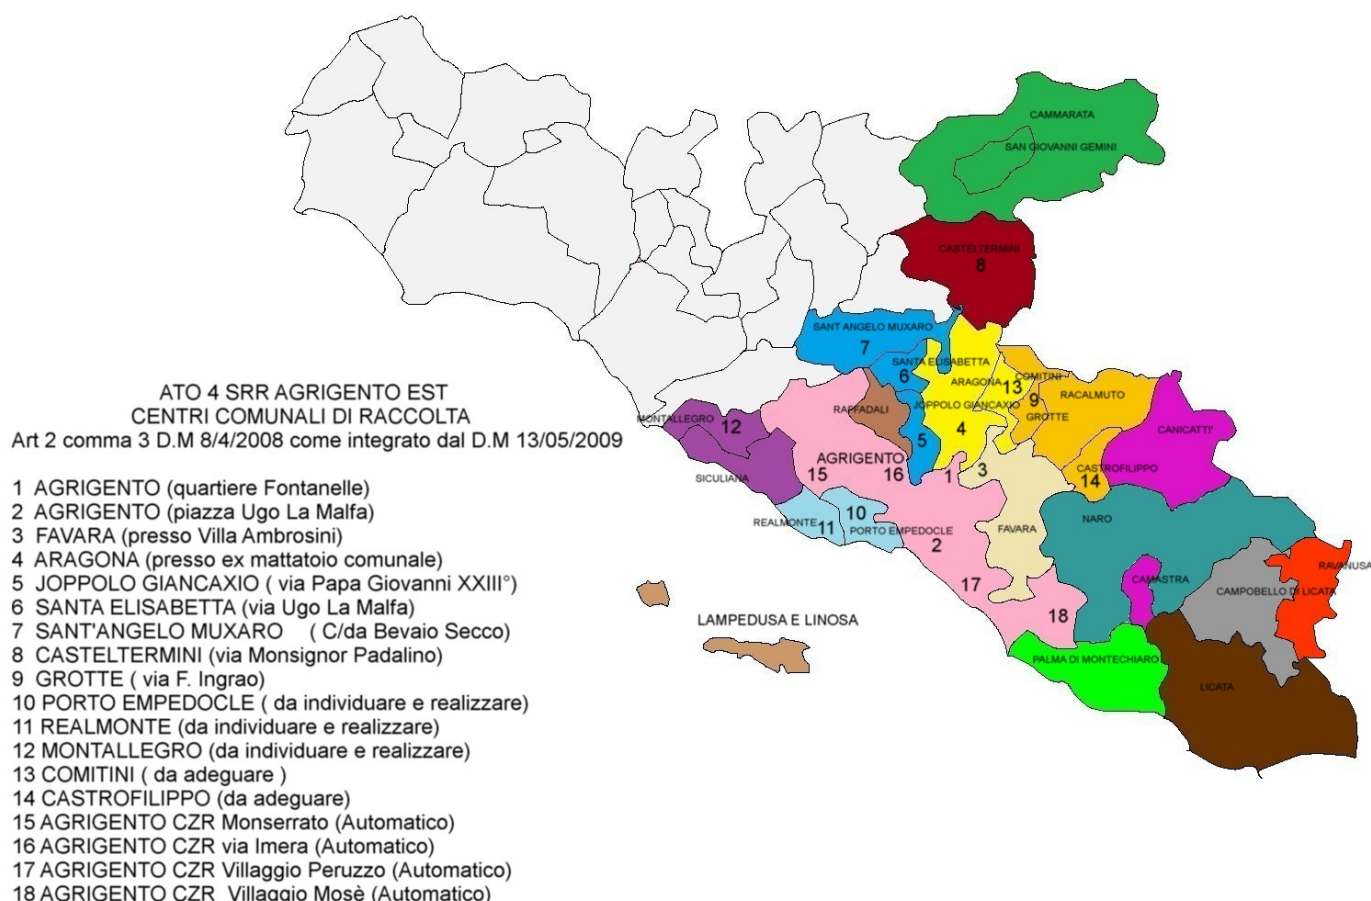 CAMMARATA
SAN GIOVANNI GEMINI
CASTELTERMINI
8
SANT ANGELO MUXARO
7
SANTA ELISABETTA
6
ARAGONA
COMITINI
13
JOPPOLO GIANCAXIO
9
RACALMUTO
GROTTE
4
RAFFADALI
5
MONTALLEGRO
12
SICULIANA
AGRIGENTO
15
16
1
3
CANICATTI'
CASTROFILIPPO
14
REALMONTE
11
10
PORTO EMPEDOCLE
2
FAVARA
NARO
17
18
CAMASTRA
RAVANUSA
CAMPOBELLO DI LICATA
PALMA DI MONTECHIARO
LICATA
LAMPEDUSA E LINOSA
ATO 4 SRR AGRIGENTO EST
CENTRI COMUNALI DI RACCOLTA
Art 2 comma 3 D.M 8/4/2008 come integrato dal D.M 13/05/2009
1 AGRIGENTO (quartiere Fontanelle)
2 AGRIGENTO (piazza Ugo La Malfa)
3 FAVARA (presso Villa Ambrosini)
4 ARAGONA (presso ex mattatoio comunale)
5 JOPPOLO GIANCAXIO ( via Papa Giovanni XXIII°)
6 SANTA ELISABETTA (via Ugo La Malfa)
7 SANT'ANGELO MUXARO ( C/da Bevaio Secco)
8 CASTELTERMINI (via Monsignor Padalino)
9 GROTTE ( via F. Ingrao)
10 PORTO EMPEDOCLE ( da individuare e realizzare)
11 REALMONTE (da individuare e realizzare)
12 MONTALLEGRO (da individuare e realizzare)
13 COMITINI ( da adeguare )
14 CASTROFILIPPO (da adeguare)
15 AGRIGENTO CZR Monserrato (Automatico)
16 AGRIGENTO CZR via Imera (Automatico)
17 AGRIGENTO CZR Villaggio Peruzzo (Automatico)
18 AGRIGENTO CZR Villaggio Mosè (Automatico)